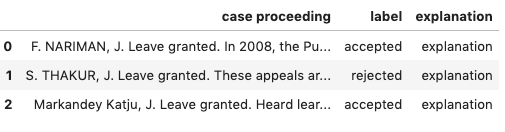 case proceeding label explanation
0 F. NARIMAN, J. Leave granted. In 2008, the Pu... accepted explanation
1 S. THAKUR, J. Leave granted. These appeals ar... rejected explanation
2 Markandey Katju, J. Leave granted. Heard lear... accepted explanation